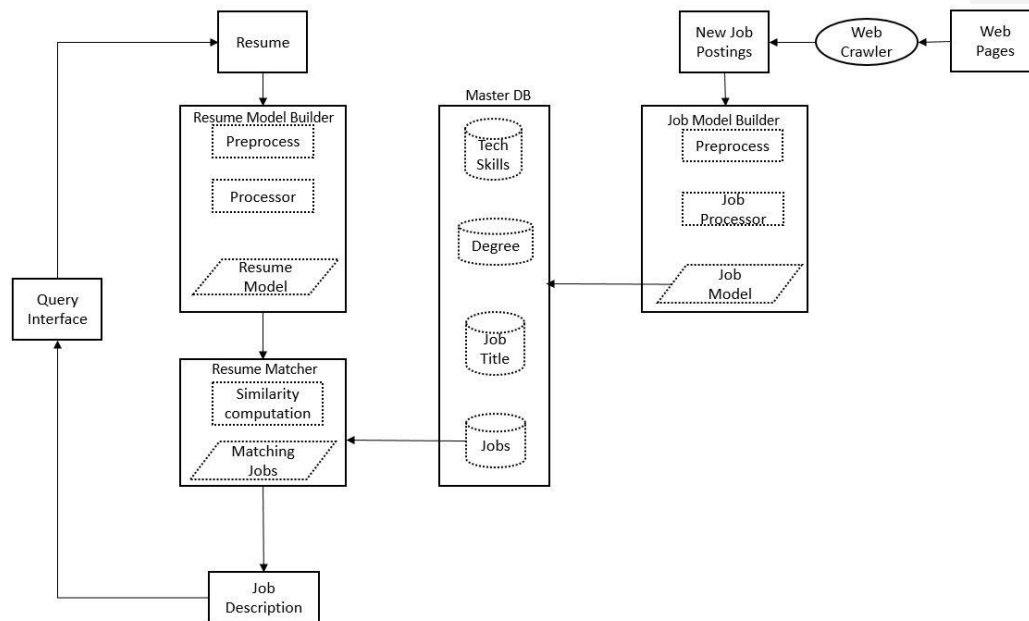 Resume
New Job
Postings
Web
Crawler
Web
Pages
Resume Model Builder
Preprocess
Processor
Resume
Model
Master DB
Tech
Skills
Degree
Job
Title
Jobs
Job Model Builder
Preprocess
Job
Processor
Job
Model
Query
Interface
Resume Matcher
Similarity
computation
Matching
Jobs
Job
Description